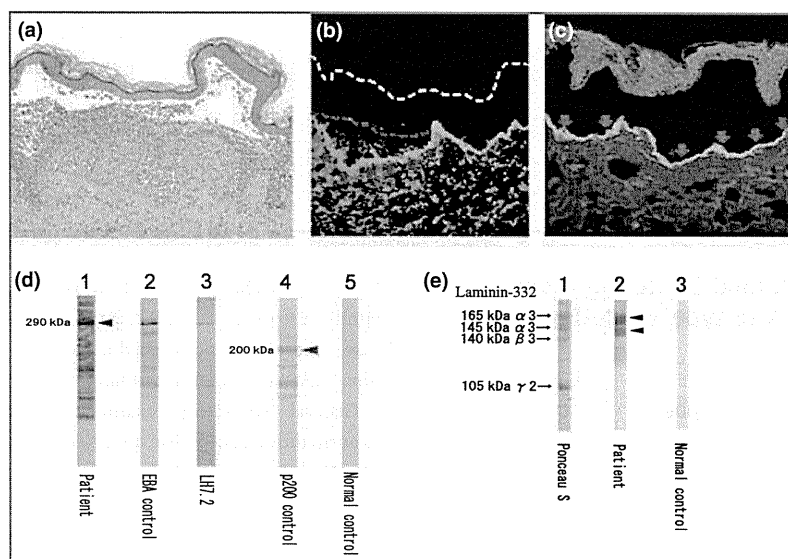 (a)
(b)
(c)
(d)
1
2
3
4
5
290 kDa
200 kDa
Patient
EBA control
LH7.2
p200 control
Normal control
(e)
Laminin-332
1
2
3
165 kDa α3
145 kDa α3
140 kDa β3
105 kDa γ2
Ponceau S
Patient
Normal control